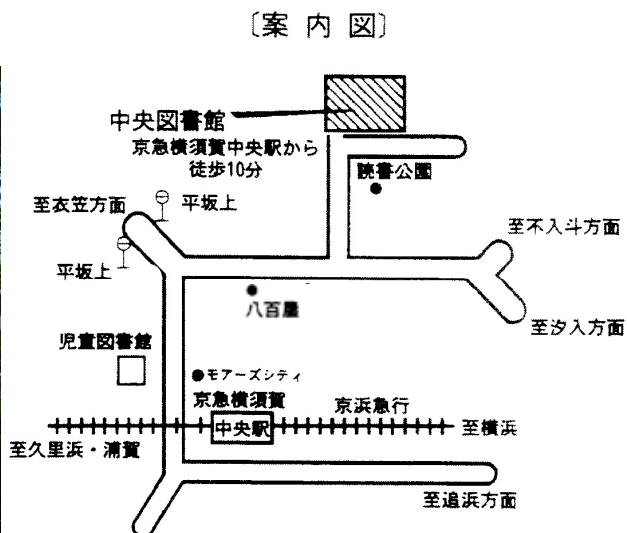 〔案内図〕
中央図書館
京急横須賀中央駅から
徒歩10分
読書公園
至衣笠方面
平坂上
至不入斗方面
平坂上
八百屋
至汐入方面
児童図書館
モアーズシティ
京急横須賀
中央駅
京浜急行
至横浜
至久里浜・浦賀
至追浜方面